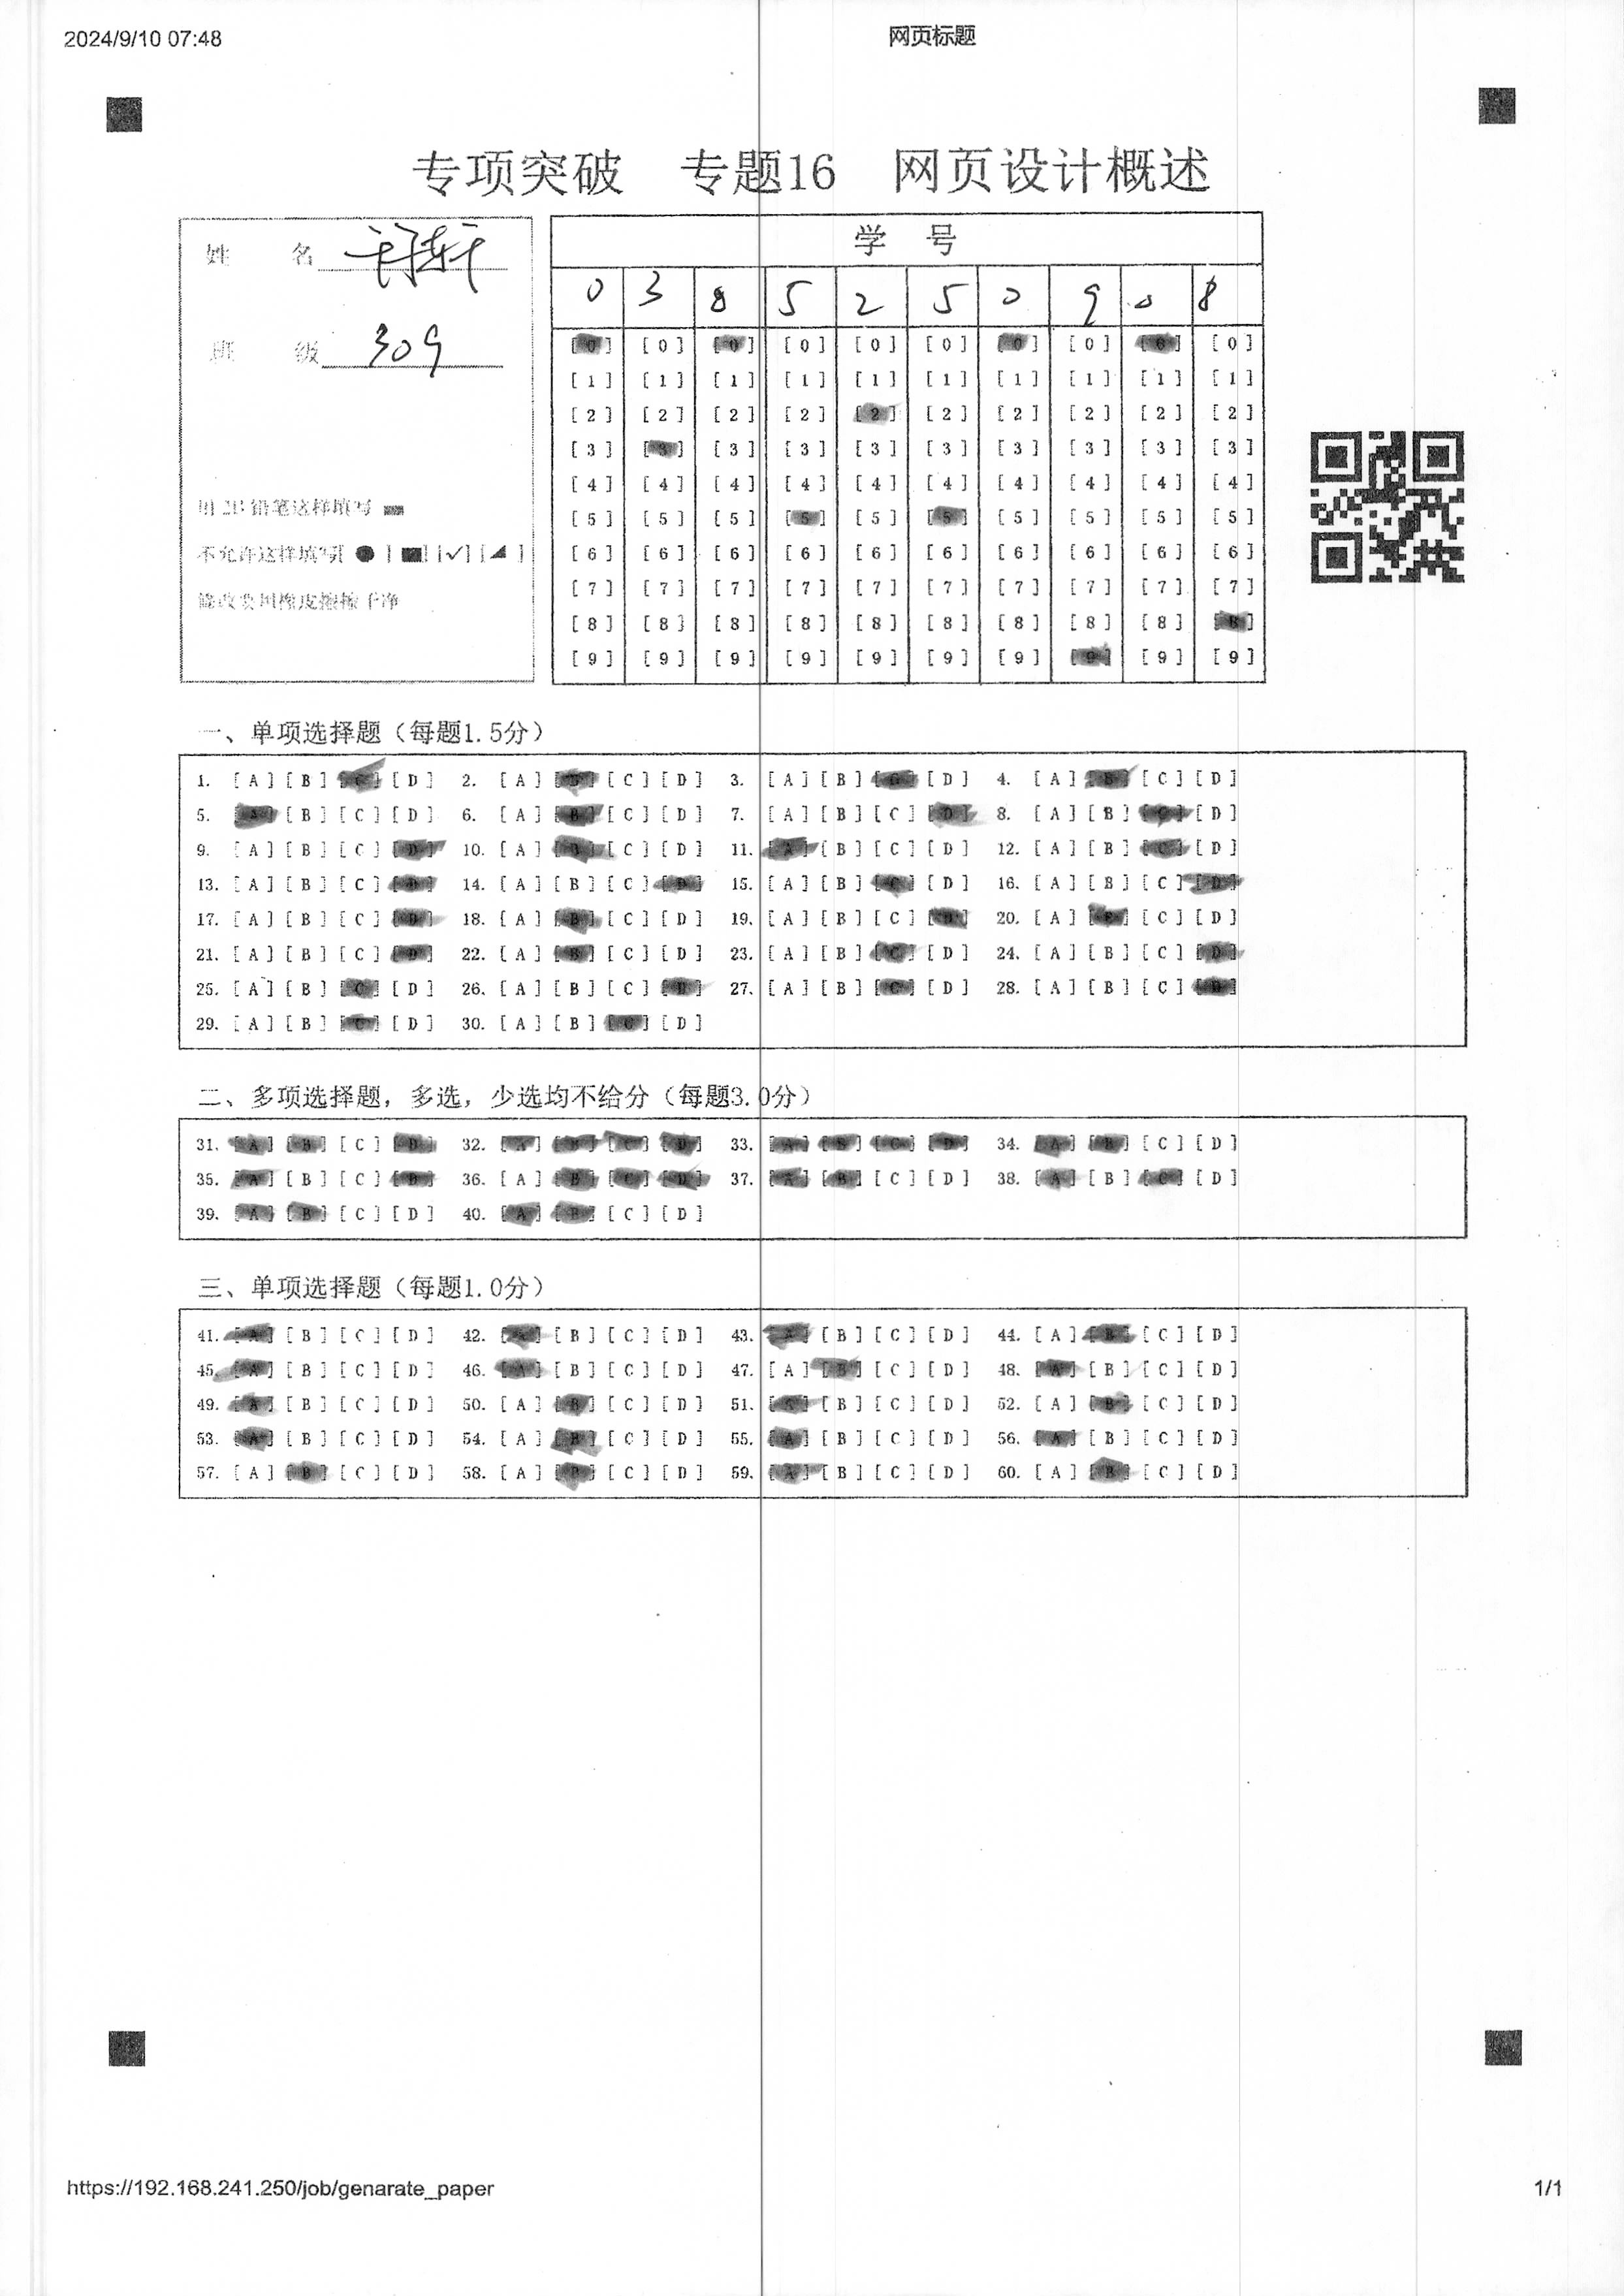 2024/9/10 07:48 网页标题
专项突破 专题16 网页设计概述
姓 名
班 级 309
用 2B 铅笔这样填写
不允许这样填写[ ● ] [■] [✓] [◢ ]
修改要用橡皮擦擦干净
学 号
0 3 8 5 2 5 0 9 0 8
[0] [0] [0] [0] [0] [0] [0] [0] [0] [0]
[1] [1] [1] [1] [1] [1] [1] [1] [1] [1]
[2] [2] [2] [2] [2] [2] [2] [2] [2] [2]
[3] [3] [3] [3] [3] [3] [3] [3] [3] [3]
[4] [4] [4] [4] [4] [4] [4] [4] [4] [4]
[5] [5] [5] [5] [5] [5] [5] [5] [5] [5]
[6] [6] [6] [6] [6] [6] [6] [6] [6] [6]
[7] [7] [7] [7] [7] [7] [7] [7] [7] [7]
[8] [8] [8] [8] [8] [8] [8] [8] [8] [8]
[9] [9] [9] [9] [9] [9] [9] [9] [9] [9]
一、单项选择题（每题1.5分）
1. [A] [B] [C] [D] 2. [A] [B] [C] [D] 3. [A] [B] [C] [D] 4. [A] [B] [C] [D]
5. [A] [B] [C] [D] 6. [A] [B] [C] [D] 7. [A] [B] [C] [D] 8. [A] [B] [C] [D]
9. [A] [B] [C] [D] 10. [A] [B] [C] [D] 11. [A] [B] [C] [D] 12. [A] [B] [C] [D]
13. [A] [B] [C] [D] 14. [A] [B] [C] [D] 15. [A] [B] [C] [D] 16. [A] [B] [C] [D]
17. [A] [B] [C] [D] 18. [A] [B] [C] [D] 19. [A] [B] [C] [D] 20. [A] [B] [C] [D]
21. [A] [B] [C] [D] 22. [A] [B] [C] [D] 23. [A] [B] [C] [D] 24. [A] [B] [C] [D]
25. [A] [B] [C] [D] 26. [A] [B] [C] [D] 27. [A] [B] [C] [D] 28. [A] [B] [C] [D]
29. [A] [B] [C] [D] 30. [A] [B] [C] [D]
二、多项选择题，多选，少选均不给分（每题3.0分）
31. [A] [B] [C] [D] 32. [A] [B] [C] [D] 33. [A] [B] [C] [D] 34. [A] [B] [C] [D]
35. [A] [B] [C] [D] 36. [A] [B] [C] [D] 37. [A] [B] [C] [D] 38. [A] [B] [C] [D]
39. [A] [B] [C] [D] 40. [A] [B] [C] [D]
三、单项选择题（每题1.0分）
41. [A] [B] [C] [D] 42. [A] [B] [C] [D] 43. [A] [B] [C] [D] 44. [A] [B] [C] [D]
45. [A] [B] [C] [D] 46. [A] [B] [C] [D] 47. [A] [B] [C] [D] 48. [A] [B] [C] [D]
49. [A] [B] [C] [D] 50. [A] [B] [C] [D] 51. [A] [B] [C] [D] 52. [A] [B] [C] [D]
53. [A] [B] [C] [D] 54. [A] [B] [C] [D] 55. [A] [B] [C] [D] 56. [A] [B] [C] [D]
57. [A] [B] [C] [D] 58. [A] [B] [C] [D] 59. [A] [B] [C] [D] 60. [A] [B] [C] [D]
https://192.168.241.250/job/genarate_paper 1/1